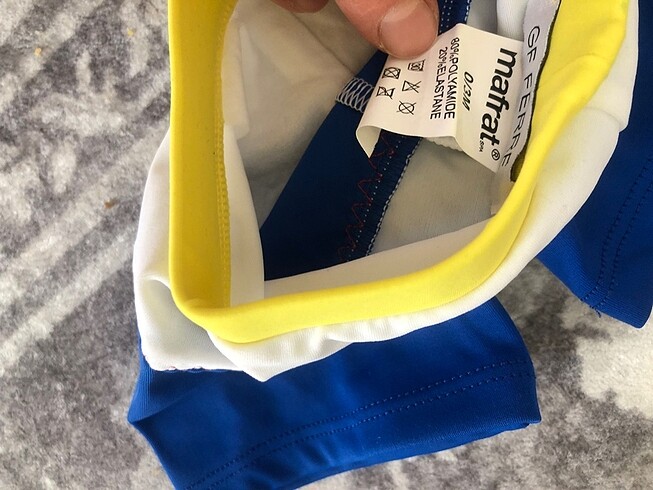 GF FERRE
mafrat®
S.P.A.
0/3M
80%POLYAMIDE
20%ELASTANE